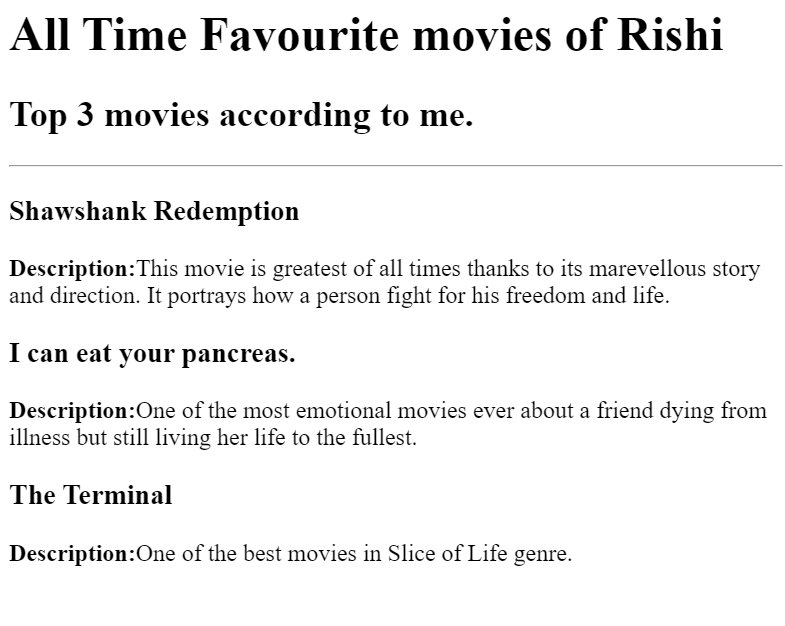 All Time Favourite movies of Rishi
Top 3 movies according to me.
Shawshank Redemption
Description:This movie is greatest of all times thanks to its marevellous story
and direction. It portrays how a person fight for his freedom and life.
I can eat your pancreas.
Description:One of the most emotional movies ever about a friend dying from
illness but still living her life to the fullest.
The Terminal
Description:One of the best movies in Slice of Life genre.